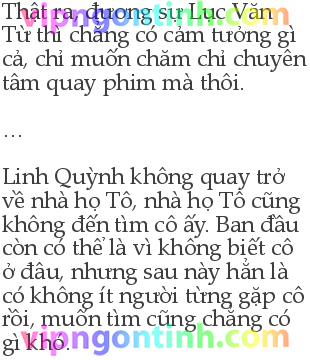 Thật ra, đương sự Lục Văn
Từ thì chẳng có cảm tưởng gì
cả, chỉ muốn chăm chỉ chuyên
tâm quay phim mà thôi.
…
Linh Quỳnh không quay trở
về nhà họ Tô, nhà họ Tô cũng
không đến tìm cô ấy. Ban đầu
còn có thể là vì không biết cô
ở đâu, nhưng sau này hẳn là
có không ít người từng gặp cô
rồi, muốn tìm cũng chẳng có
gì khó.
vipngontinh.com
vipngontinh.com